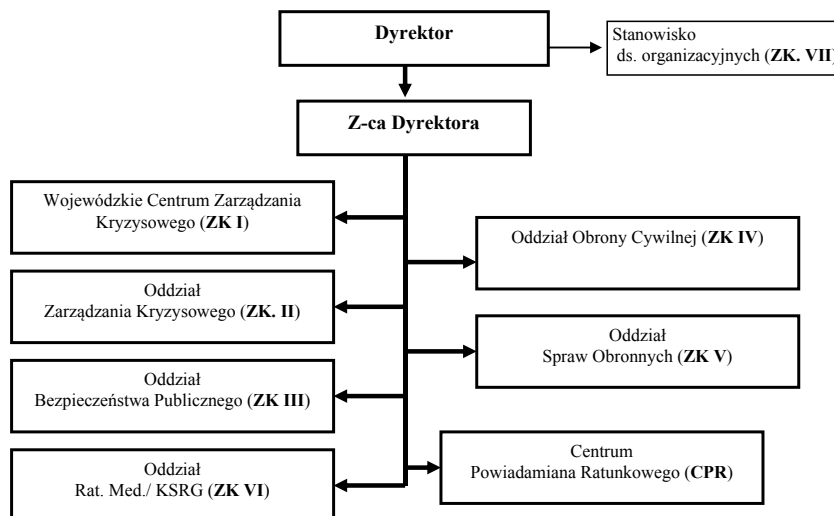 Dyrektor
Stanowisko
ds. organizacyjnych (ZK. VII)
Z-ca Dyrektora
Wojewódzkie Centrum Zarządzania
Kryzysowego (ZK I)
Oddział Obrony Cywilnej (ZK IV)
Oddział
Zarządzania Kryzysowego (ZK. II)
Oddział
Spraw Obronnych (ZK V)
Oddział
Bezpieczeństwa Publicznego (ZK III)
Centrum
Powiadamiana Ratunkowego (CPR)
Oddział
Rat. Med./ KSRG (ZK VI)